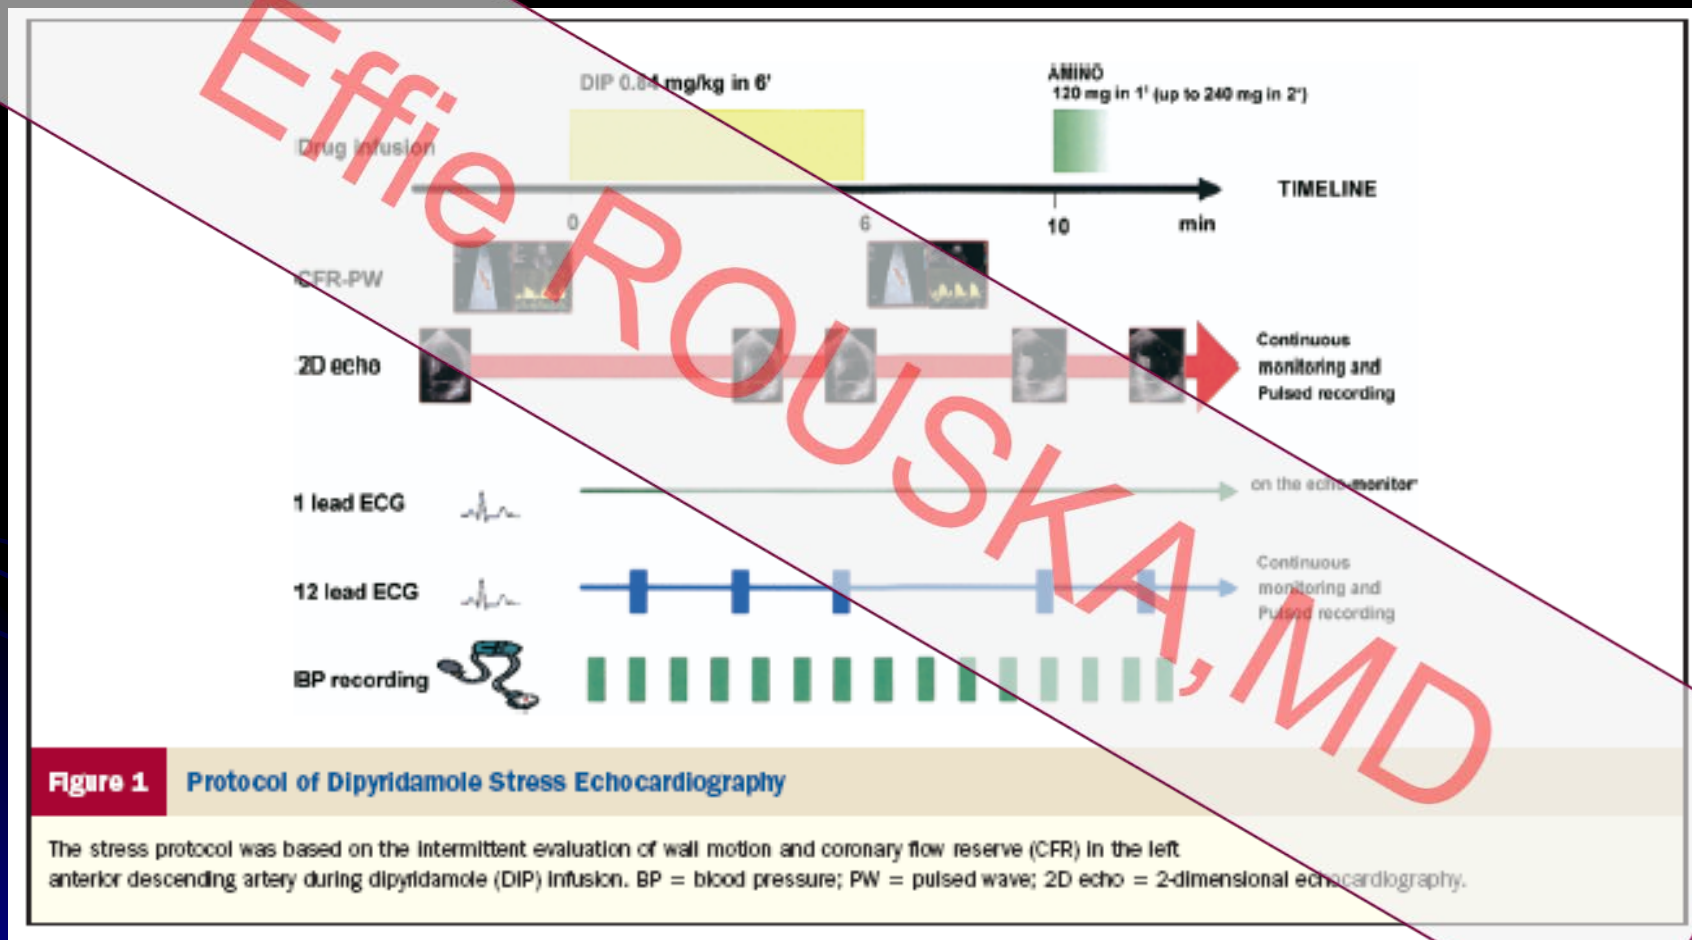 DIP 0.84 mg/kg in 6'
AMINO
120 mg in 1' (up to 240 mg in 2')
Drug infusion
TIMELINE
0
6
10
min
CFR-PW
2D echo
Continuous
monitoring and
Pulsed recording
1 lead ECG
on the echo-monitor
12 lead ECG
Continuous
monitoring and
Pulsed recording
BP recording
Effie ROUSKA, MD
Figure 1
Protocol of Dipyridamole Stress Echocardiography
The stress protocol was based on the intermittent evaluation of wall motion and coronary flow reserve (CFR) in the left
anterior descending artery during dipyridamole (DIP) infusion. BP = blood pressure; PW = pulsed wave; 2D echo = 2-dimensional echocardiography.